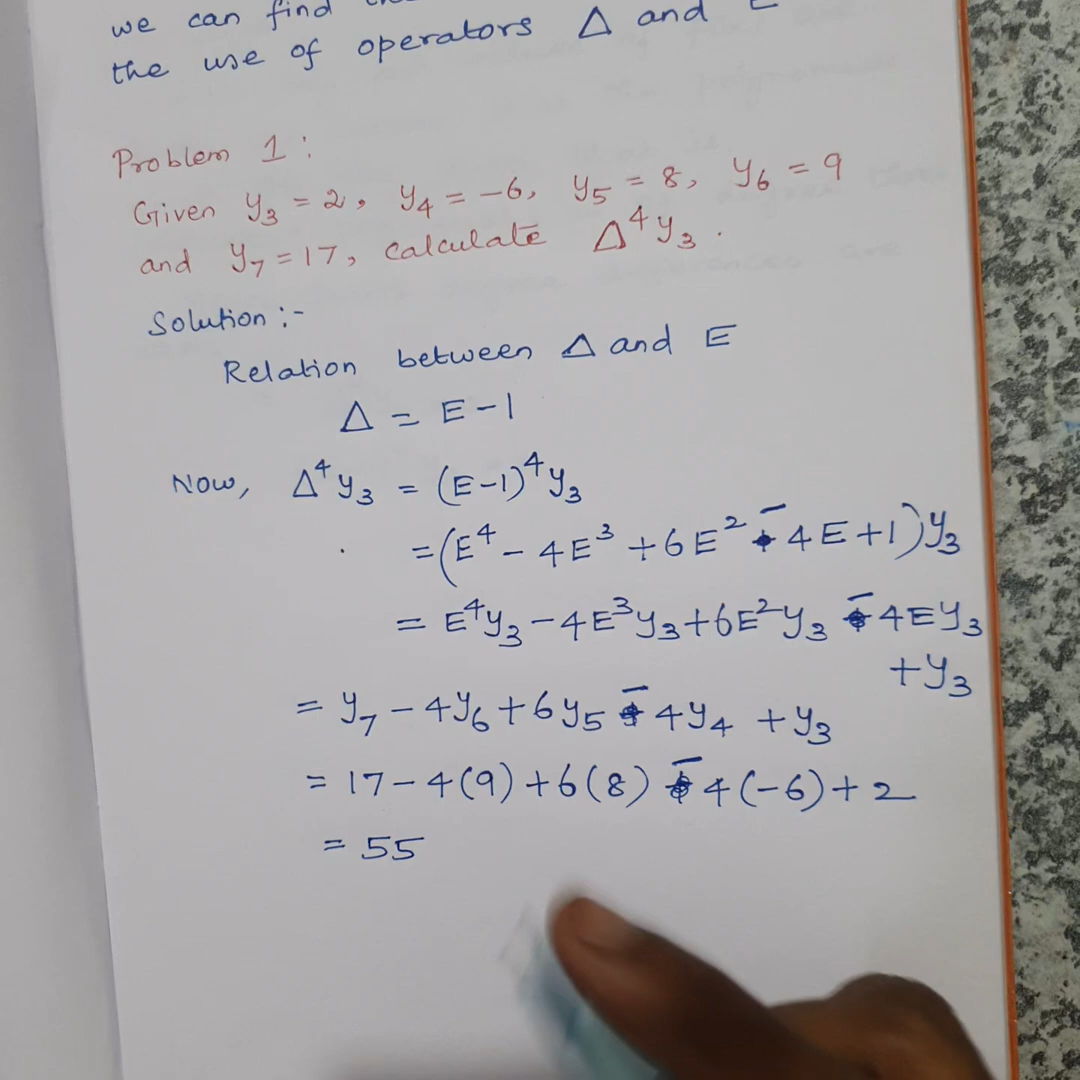 we can find
the use of operators Δ and E
Problem 1 :
Given y₃ = 2, y₄ = -6, y₅ = 8, y₆ = 9
and y₇ = 17, calculate Δ⁴y₃ .
Solution :-
Relation between Δ and E
Δ = E - 1
Now, Δ⁴y₃ = (E-1)⁴y₃
= (E⁴ - 4E³ + 6E² - 4E + 1)y₃
= E⁴y₃ - 4E³y₃ + 6E²y₃ - 4Ey₃
+ y₃
= y₇ - 4y₆ + 6y₅ - 4y₄ + y₃
= 17 - 4(9) + 6(8) - 4(-6) + 2
= 55